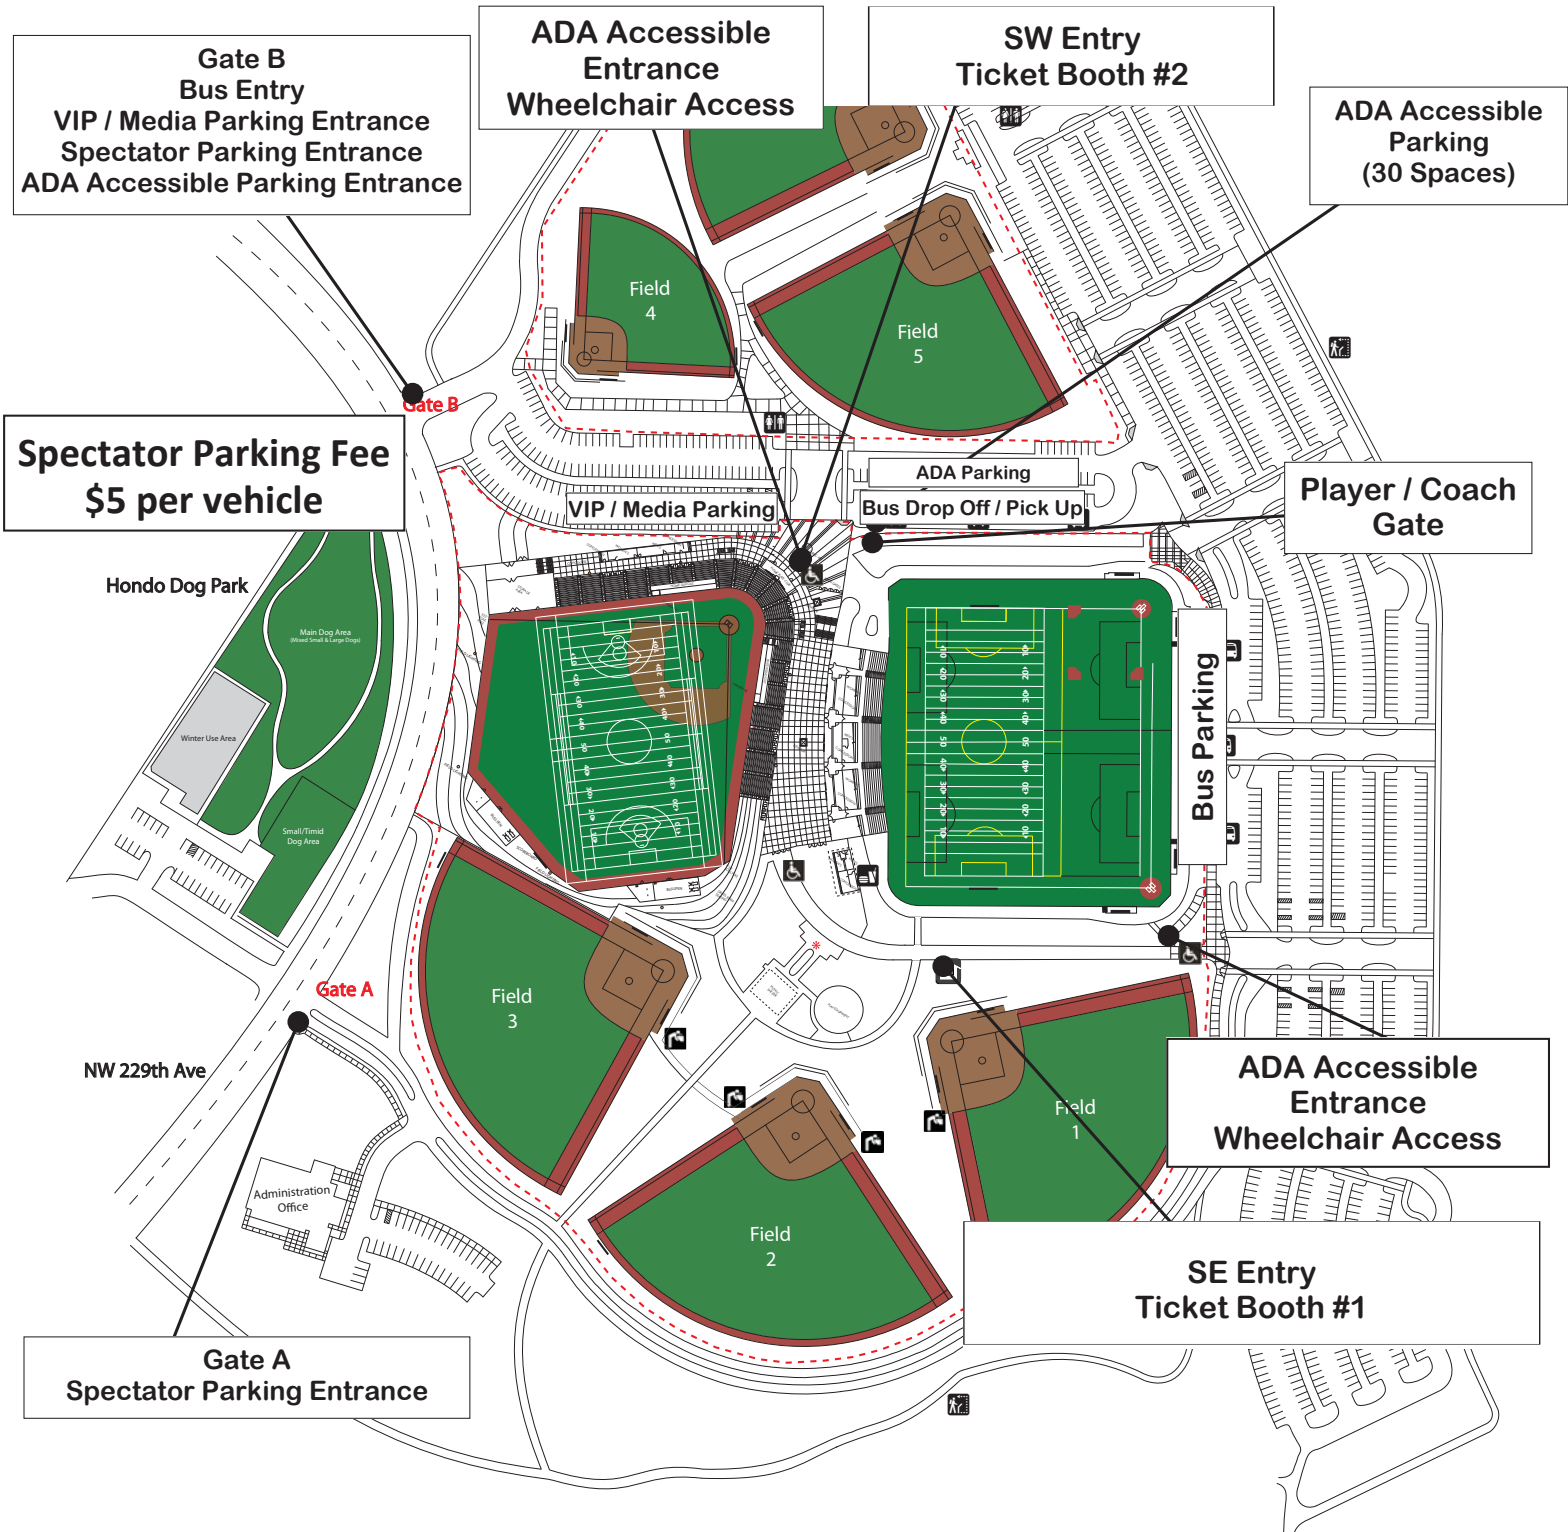 Gate B
Bus Entry
VIP / Media Parking Entrance
Spectator Parking Entrance
ADA Accessible Parking Entrance
ADA Accessible
Entrance
Wheelchair Access
SW Entry
Ticket Booth #2
ADA Accessible
Parking
(30 Spaces)
Field
4
Field
5
Gate B
Spectator Parking Fee
$5 per vehicle
ADA Parking
VIP / Media Parking
Bus Drop Off / Pick Up
Player / Coach
Gate
Hondo Dog Park
Main Dog Area
(Mixed Small & Large Dogs)
Winter Use Area
Small/Timid
Dog Area
Bus Parking
Gate A
Field
3
NW 229th Ave
Administration
Office
Field
1
Field
2
ADA Accessible
Entrance
Wheelchair Access
SE Entry
Ticket Booth #1
Gate A
Spectator Parking Entrance